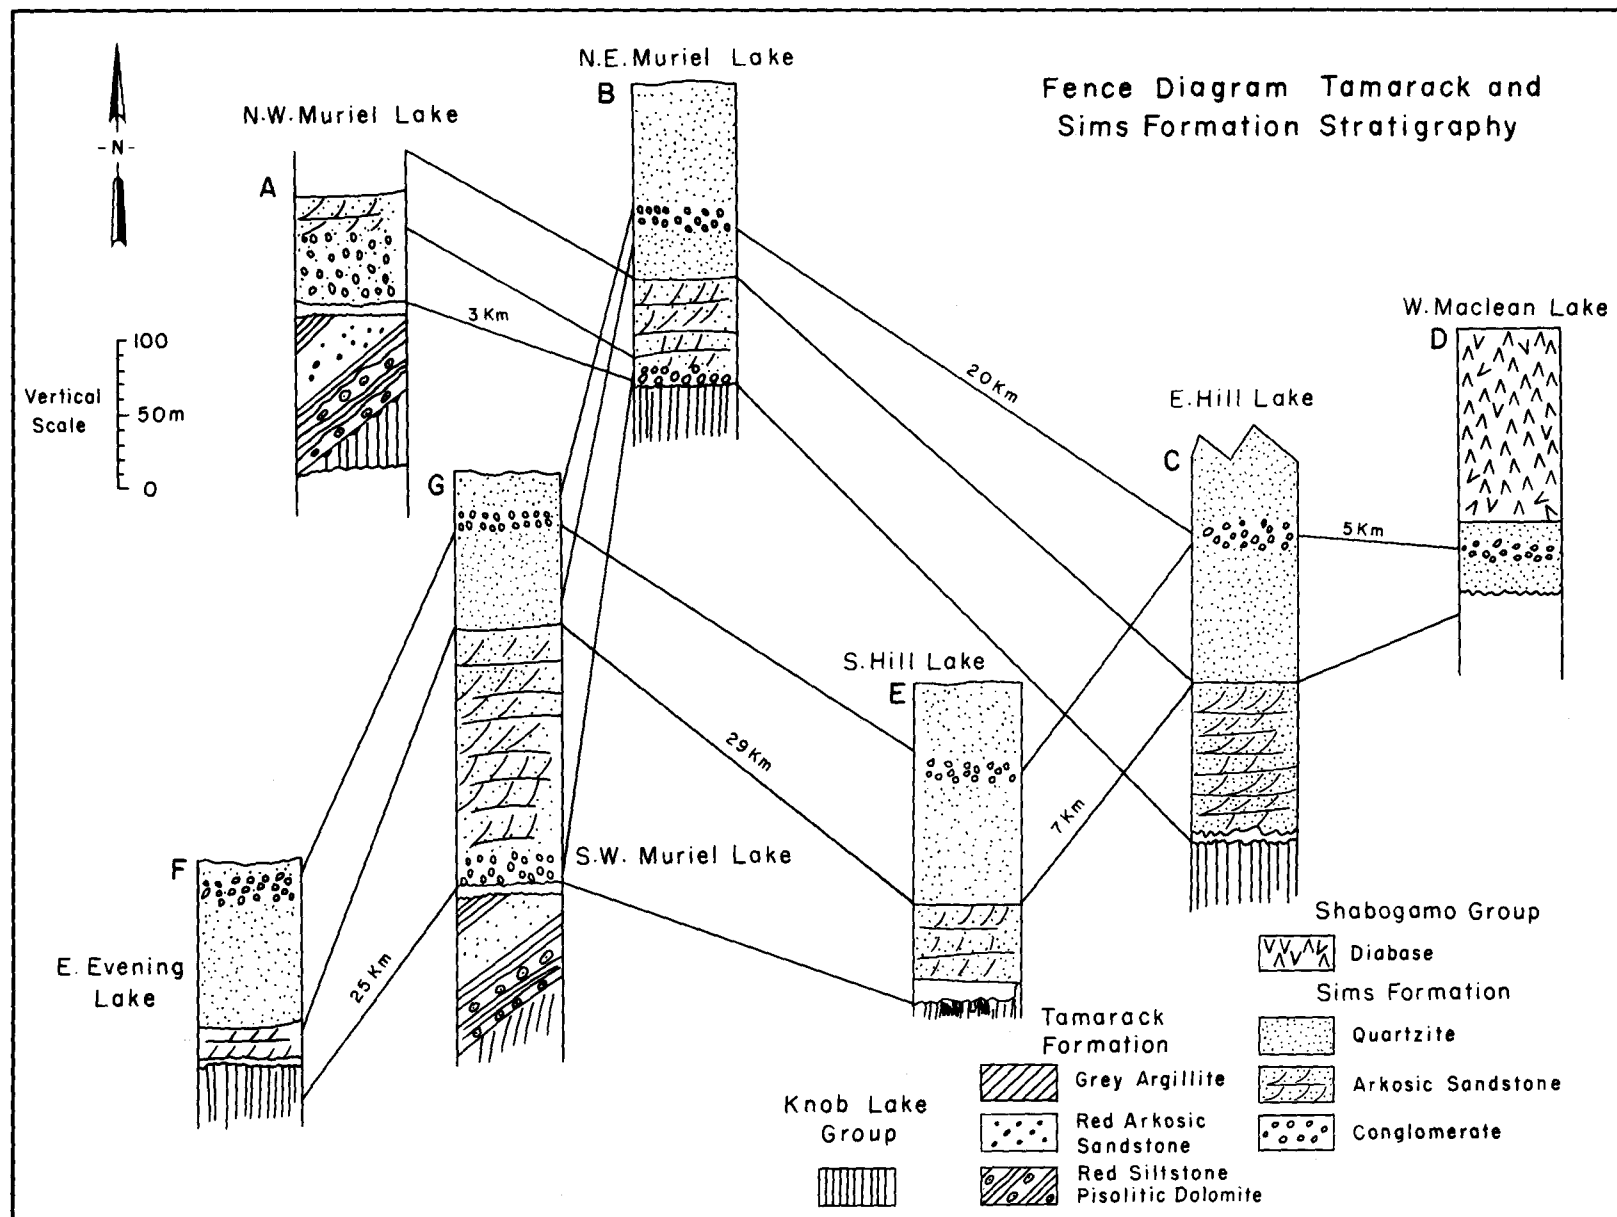 Fence Diagram Tamarack and
Sims Formation Stratigraphy
-N-
N.W. Muriel Lake
A
N.E. Muriel Lake
B
3 Km
20 Km
W. Maclean Lake
D
E. Hill Lake
C
5 Km
Vertical
Scale
100
50m
0
G
S.W. Muriel Lake
29 Km
S. Hill Lake
E
7 Km
F
E. Evening
Lake
25 Km
Shabogamo Group
Diabase
Sims Formation
Quartzite
Arkosic Sandstone
Conglomerate
Tamarack
Formation
Grey Argillite
Red Arkosic
Sandstone
Red Siltstone
Pisolitic Dolomite
Knob Lake
Group